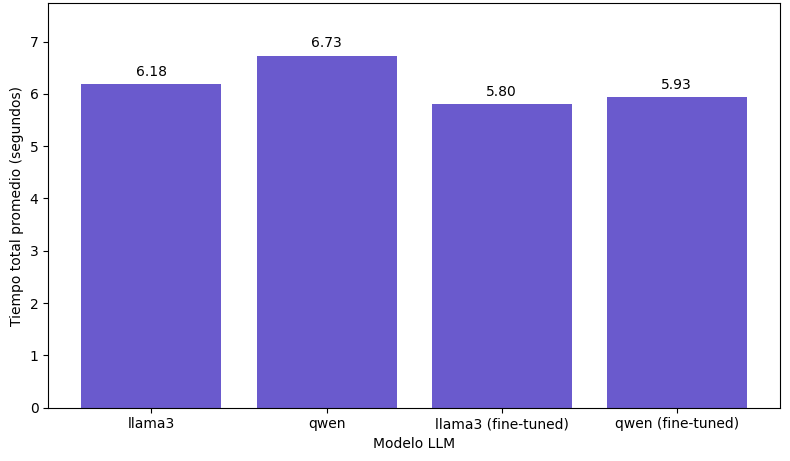 Tiempo total promedio (segundos)
7
6
5
4
3
2
1
0
6.18
6.73
5.80
5.93
llama3
qwen
llama3 (fine-tuned)
qwen (fine-tuned)
Modelo LLM